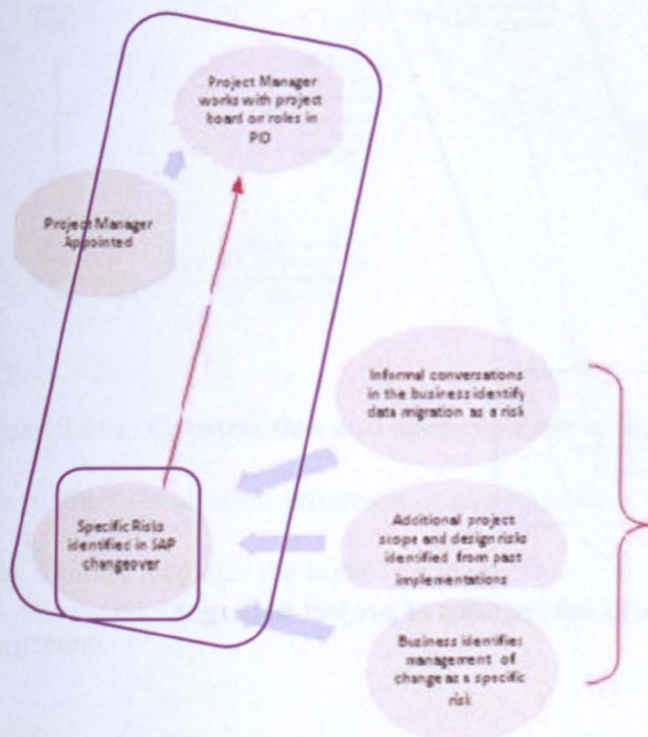 Project Manager
works with project
board on roles in
PID
Project Manager
Appointed
Informal conversations
in the business identify
data migration as a risk
Specific Risks
identified in SAP
changeover
Additional project
scope and design risks
identified from past
implementations
Business identifies
management of
change as a specific
risk